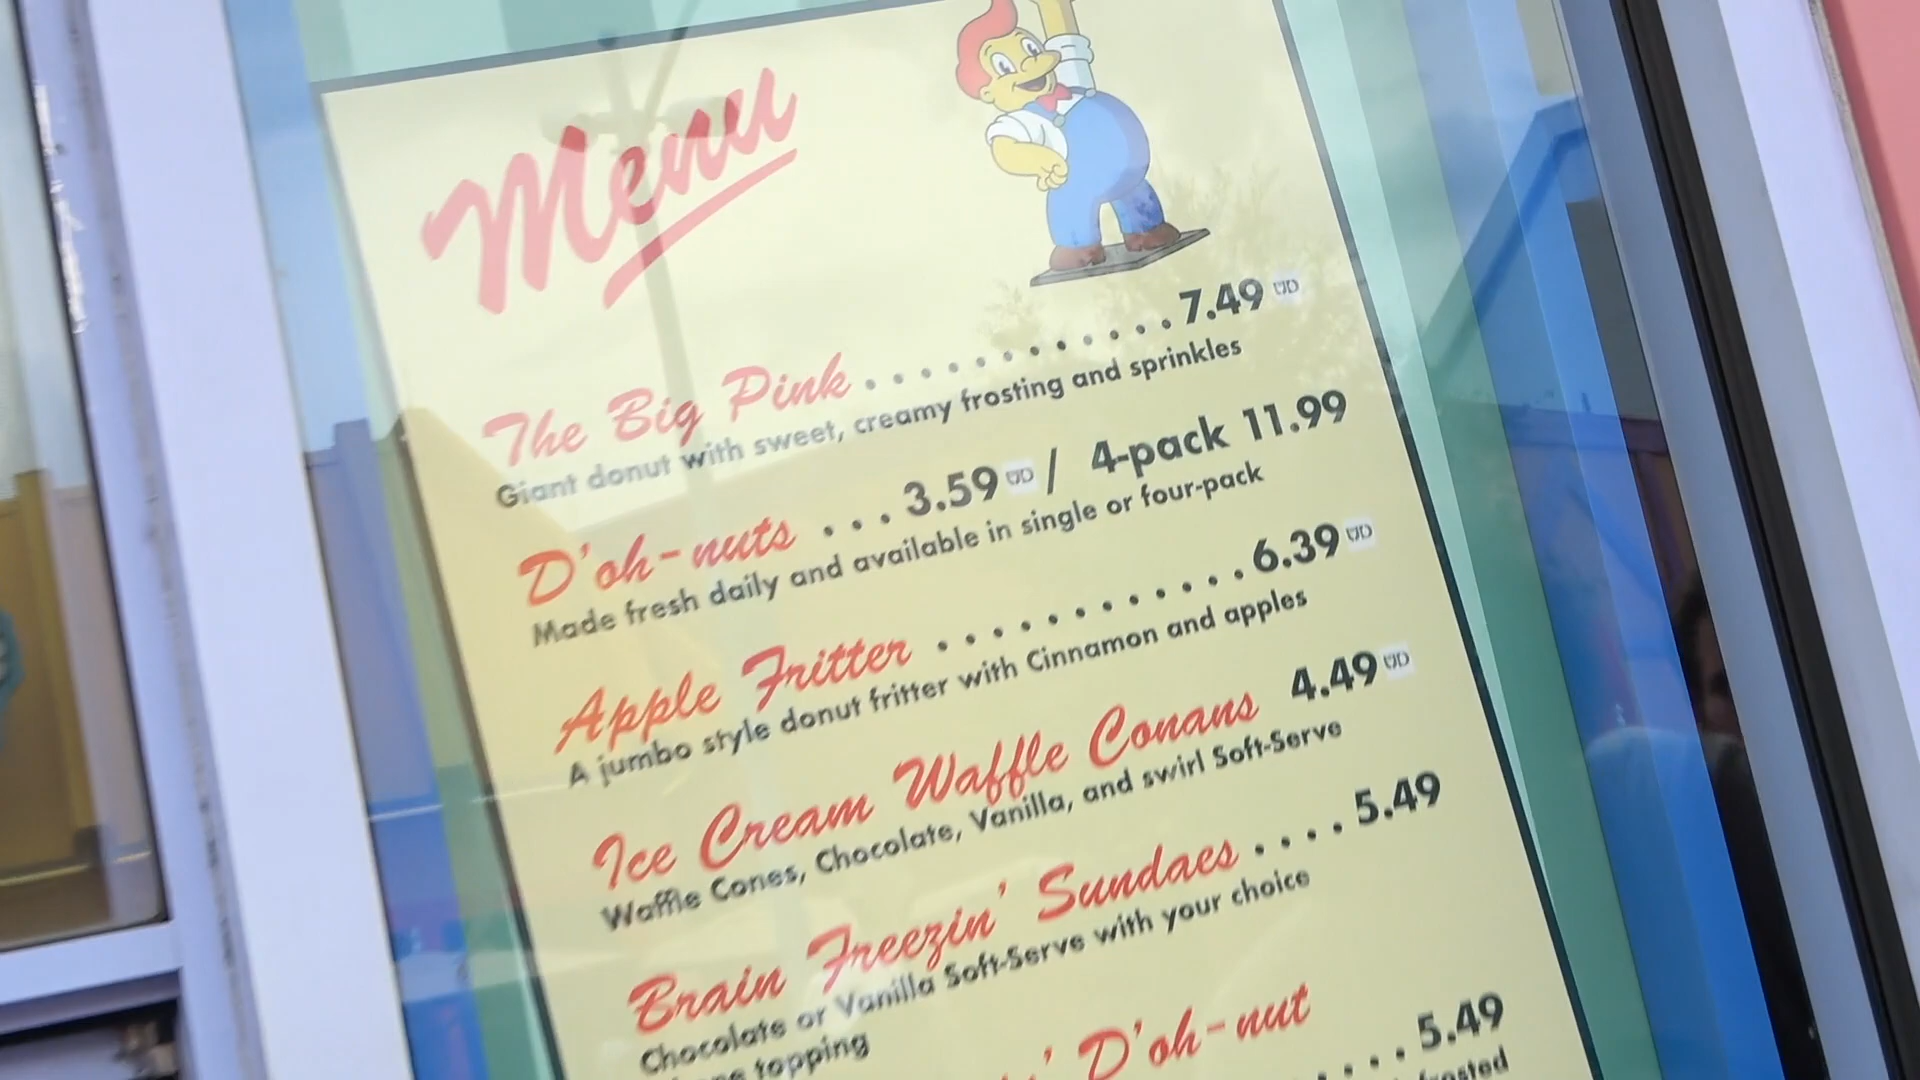 Menu
The Big Pink . . . . . . . . . . . . 7.49 UD
Giant donut with sweet, creamy frosting and sprinkles
D'oh-nuts . . . 3.59 UD / 4-pack 11.99
Made fresh daily and available in single or four-pack
Apple Fritter . . . . . . . . . . . . 6.39 UD
A jumbo style donut fritter with Cinnamon and apples
Ice Cream Waffle Conans 4.49 UD
Waffle Cones, Chocolate, Vanilla, and swirl Soft-Serve
Brain Freezin' Sundaes . . . . 5.49
Chocolate or Vanilla Soft-Serve with your choice
topping
D'oh-nut
. . . . 5.49